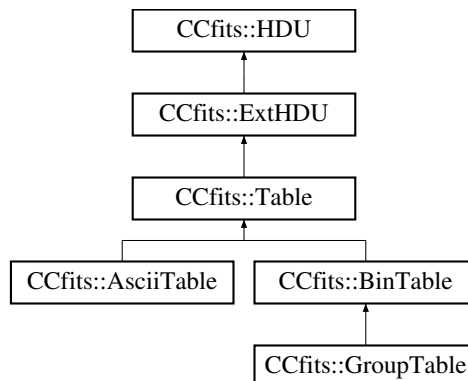 CCfits::HDU
CCfits::ExtHDU
CCfits::Table
CCfits::AsciiTable
CCfits::BinTable
CCfits::GroupTable